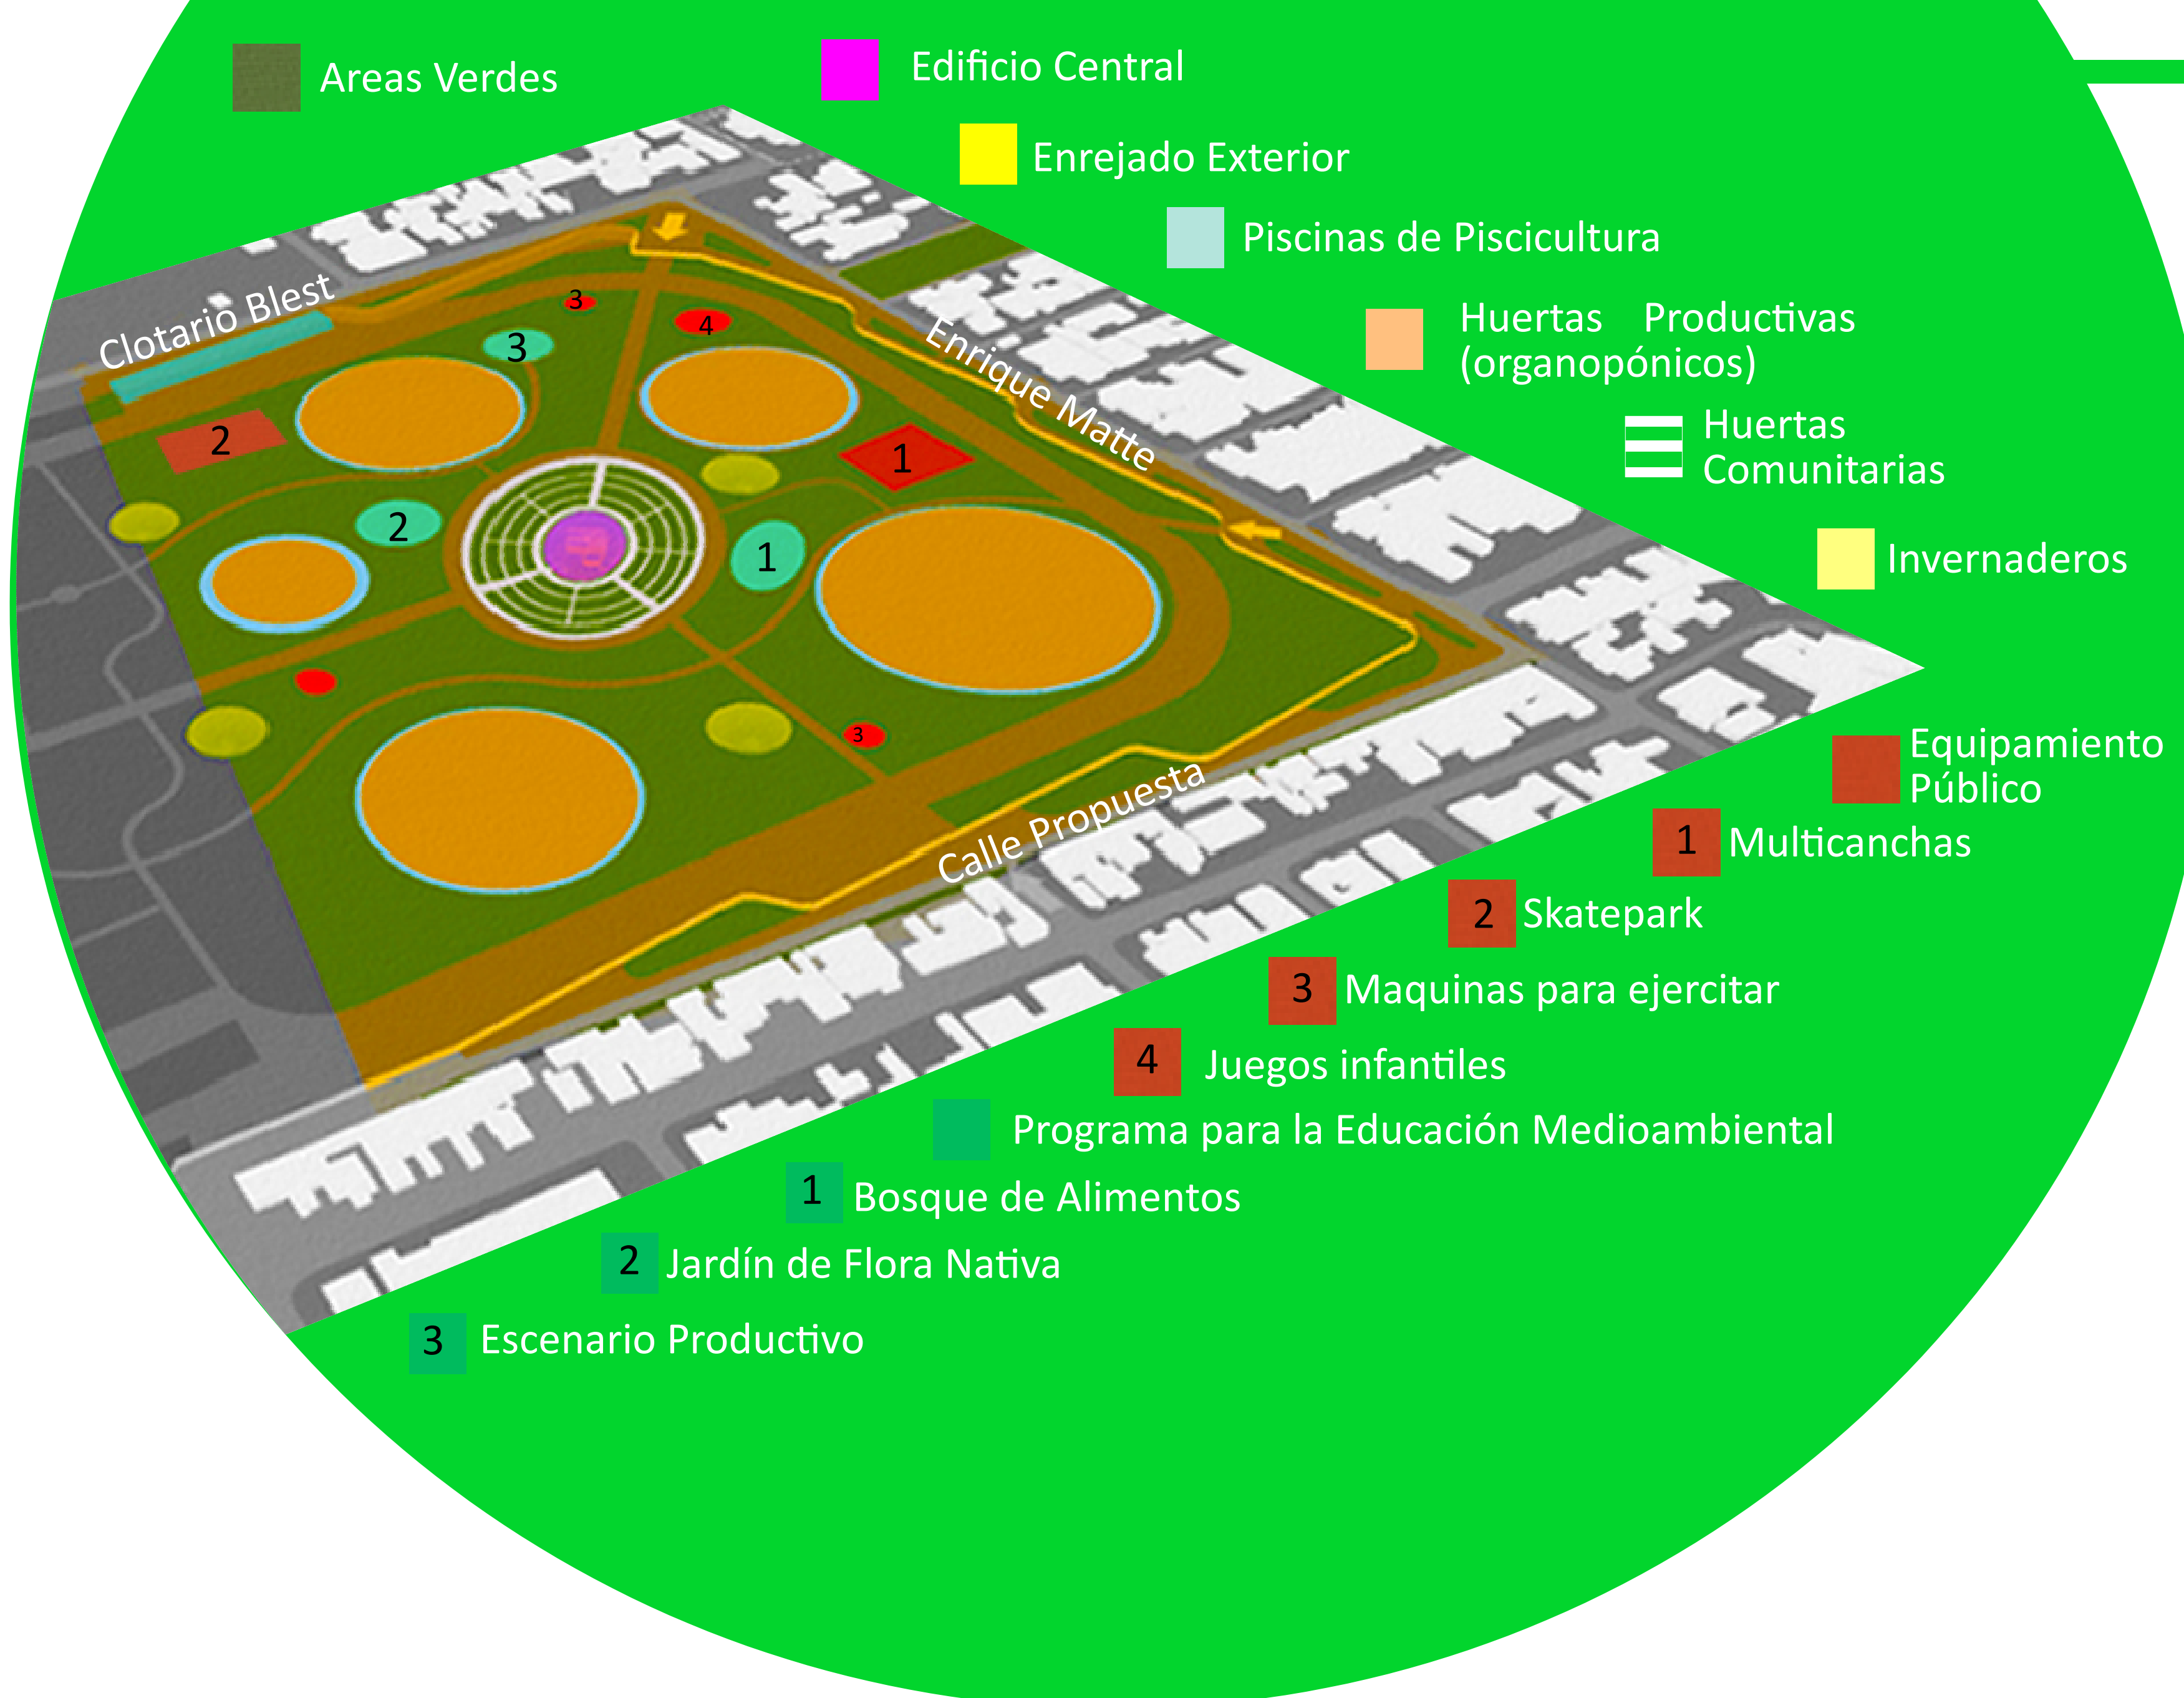 Areas Verdes
Edificio Central
Enrejado Exterior
Piscinas de Piscicultura
Huertas Productivas
(organopónicos)
Huertas
Comunitarias
Invernaderos
Clotario Blest
Enrique Matte
Calle Propuesta
3
4
3
2
1
2
1
3
Equipamiento
Público
1 Multicanchas
2 Skatepark
3 Maquinas para ejercitar
4 Juegos infantiles
Programa para la Educación Medioambiental
1 Bosque de Alimentos
2 Jardín de Flora Nativa
3 Escenario Productivo